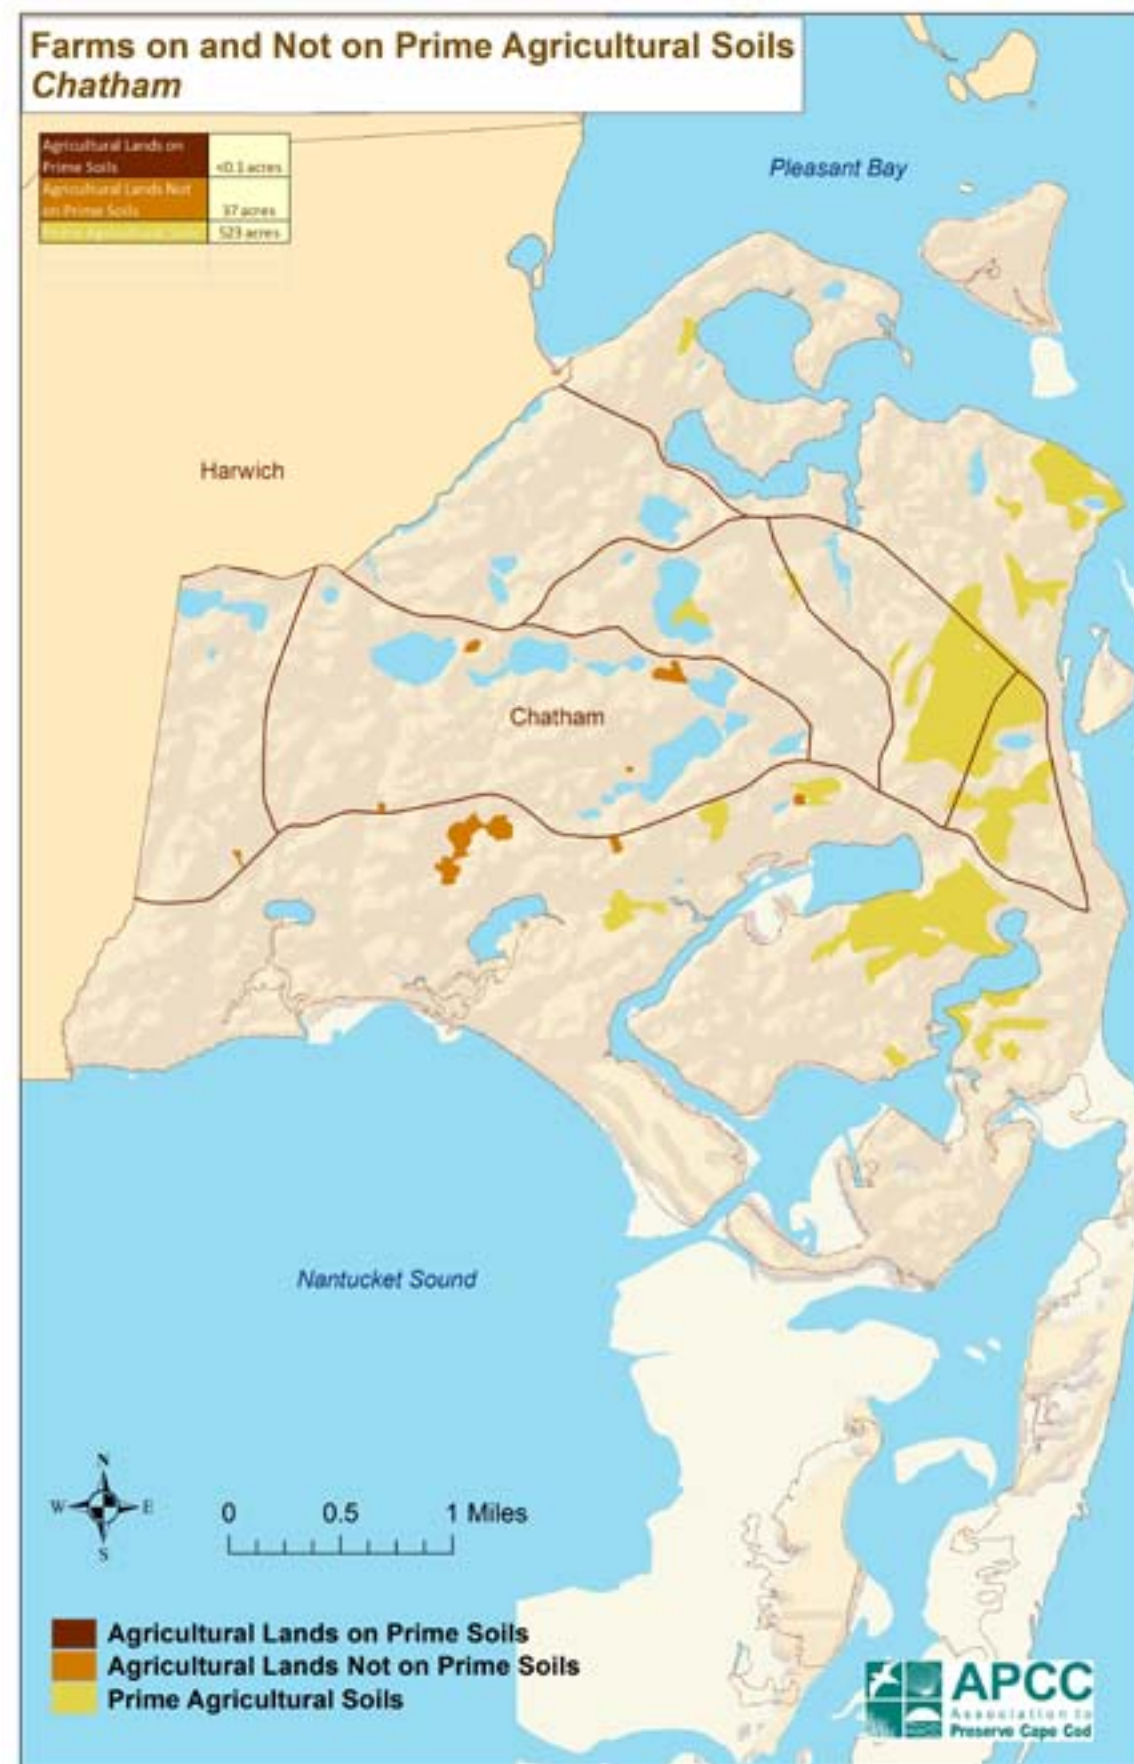 Farms on and Not on Prime Agricultural Soils
Chatham
Agricultural Lands on
Prime Soils
<0.1 acres
Agricultural Lands Not
on Prime Soils
37 acres
Prime Agricultural Soils
523 acres
Pleasant Bay
Harwich
Chatham
Nantucket Sound
N
W
E
S
0
0.5
1 Miles
Agricultural Lands on Prime Soils
Agricultural Lands Not on Prime Soils
Prime Agricultural Soils
APCC
Association to
Preserve Cape Cod